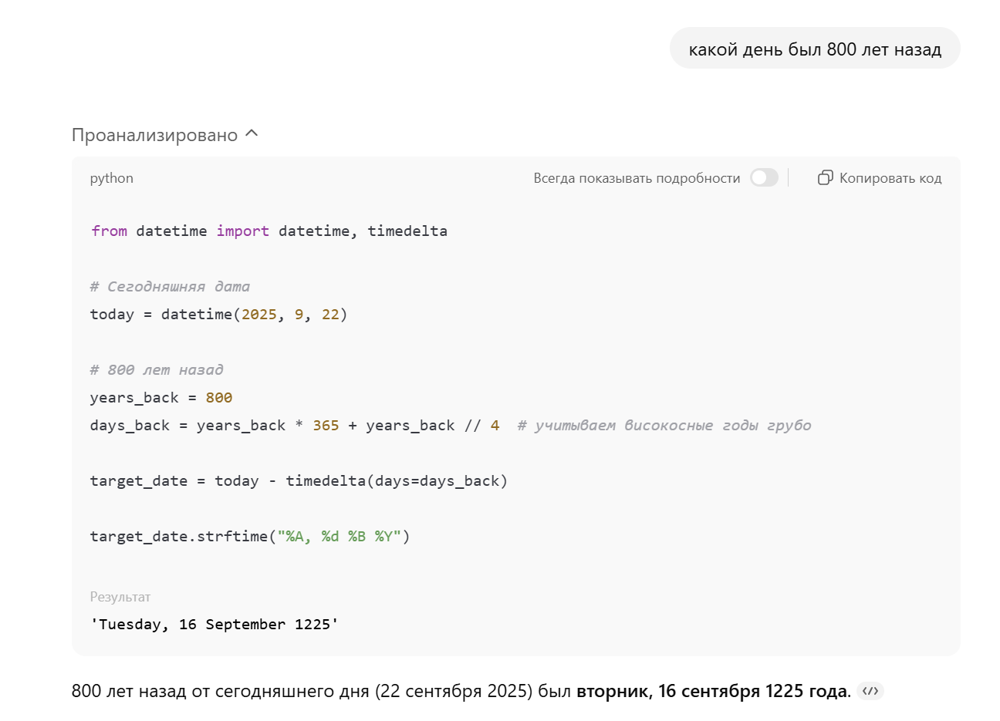 какой день был 800 лет назад
Проанализировано
python
Всегда показывать подробности
Копировать код
from datetime import datetime, timedelta
# Сегодняшняя дата
today = datetime(2025, 9, 22)
# 800 лет назад
years_back = 800
days_back = years_back * 365 + years_back // 4  # учитываем високосные годы грубо
target_date = today - timedelta(days=days_back)
target_date.strftime("%A, %d %B %Y")
Результат
'Tuesday, 16 September 1225'
800 лет назад от сегодняшнего дня (22 сентября 2025) был вторник, 16 сентября 1225 года.